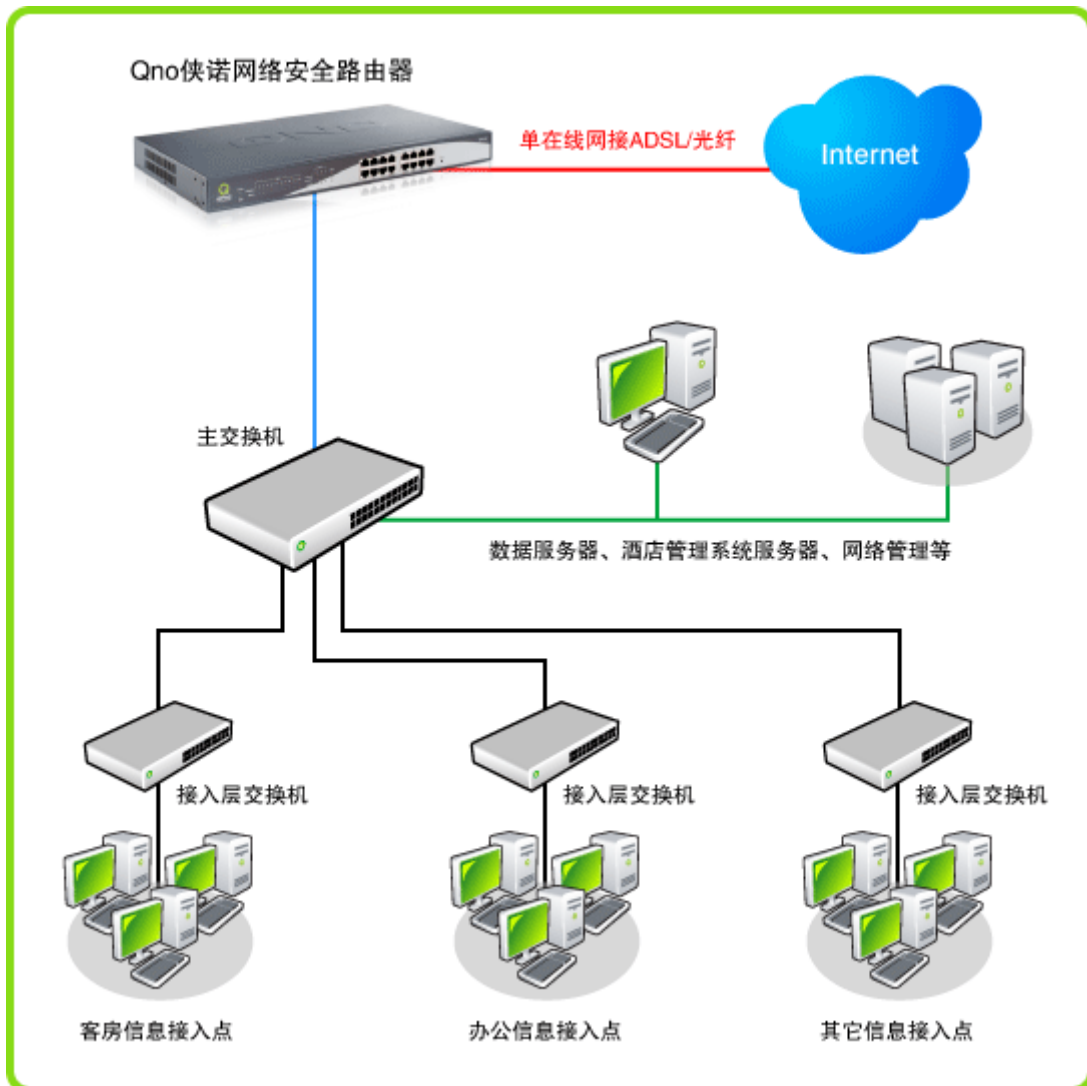 Qno侠诺网络安全路由器
单在线网接ADSL/光纤
Internet
主交换机
数据服务器、酒店管理系统服务器、网络管理等
接入层交换机
接入层交换机
接入层交换机
客房信息接入点
办公信息接入点
其它信息接入点